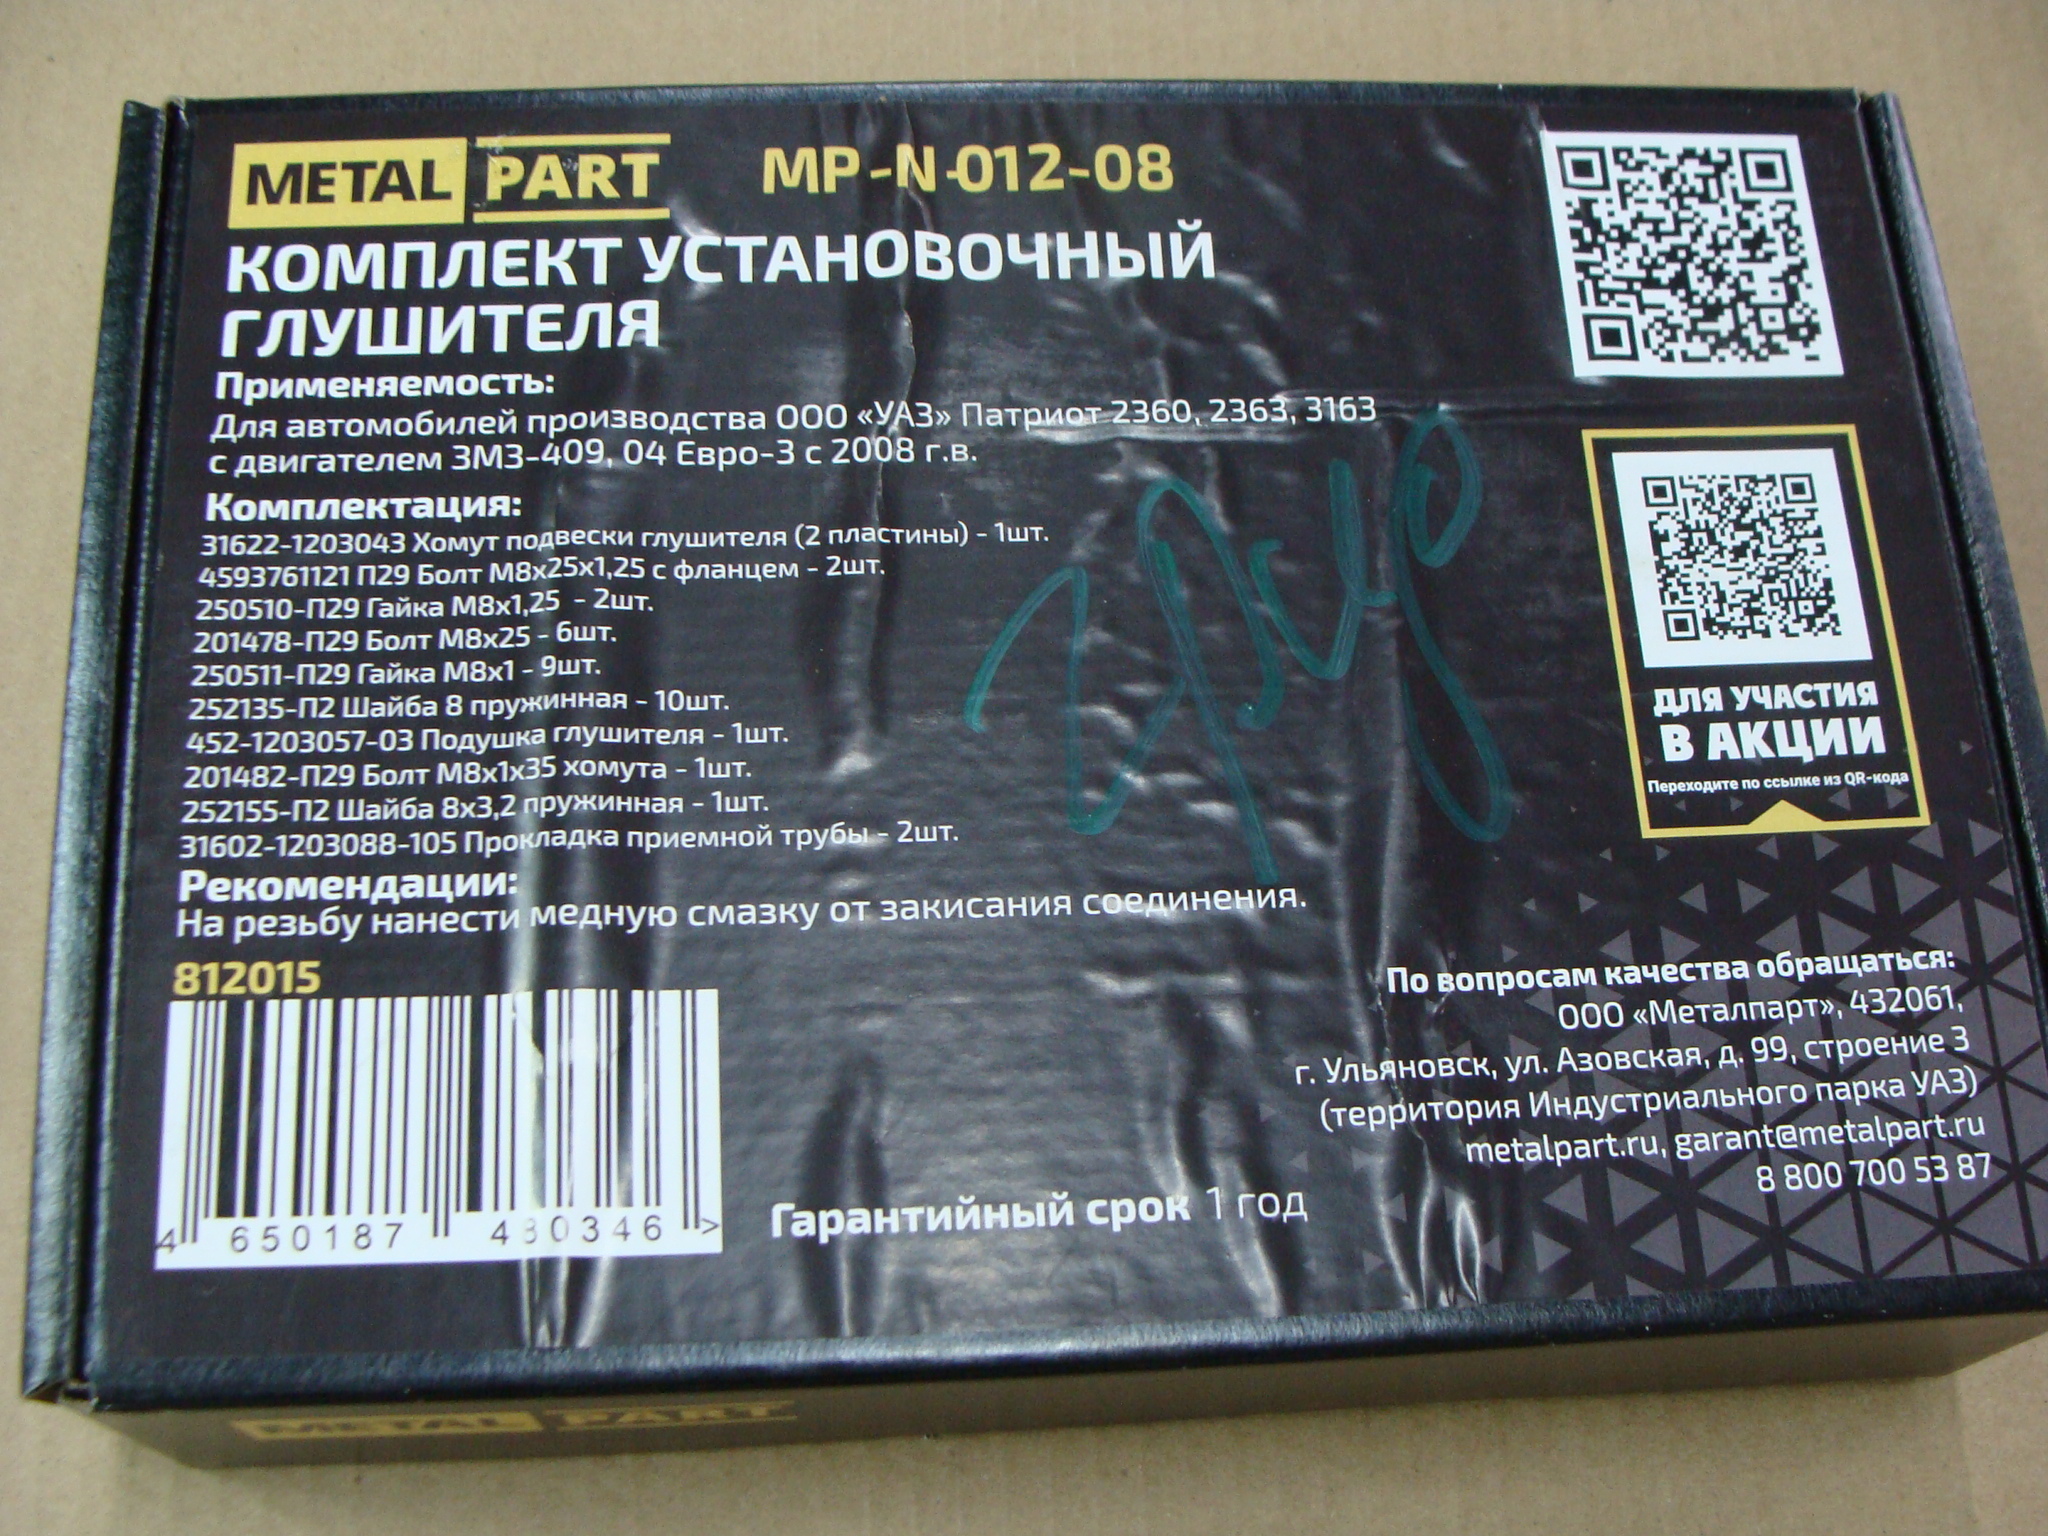 METAL PART MP-N-012-08
КОМПЛЕКТ УСТАНОВОЧНЫЙ
ГЛУШИТЕЛЯ
Применяемость:
Для автомобилей производства ООО «УАЗ» Патриот 2360, 2363, 3163
с двигателем ЗМЗ-409, 04 Евро-3 с 2008 г.в.
Комплектация:
31622-1203043 Хомут подвески глушителя (2 пластины) - 1шт.
4593761121 П29 Болт М8х25х1,25 с фланцем - 2шт.
250510-П29 Гайка М8х1,25 - 2шт.
201478-П29 Болт М8х25 - 6шт.
250511-П29 Гайка М8х1 - 9шт.
252135-П2 Шайба 8 пружинная - 10шт.
452-1203057-03 Подушка глушителя - 1шт.
201482-П29 Болт М8х1х35 хомута - 1шт.
252155-П2 Шайба 8х3,2 пружинная - 1шт.
31602-1203088-105 Прокладка приемной трубы - 2шт.
Рекомендации:
На резьбу нанести медную смазку от закисания соединения.
812015
4 650187 480346 >
Гарантийный срок 1 год
ДЛЯ УЧАСТИЯ
В АКЦИИ
Переходите по ссылке из QR-кода
По вопросам качества обращаться:
ООО «Металпарт», 432061,
г. Ульяновск, ул. Азовская, д. 99, строение 3
(территория Индустриального парка УАЗ)
metalpart.ru, garant@metalpart.ru
8 800 700 53 87
METAL PART